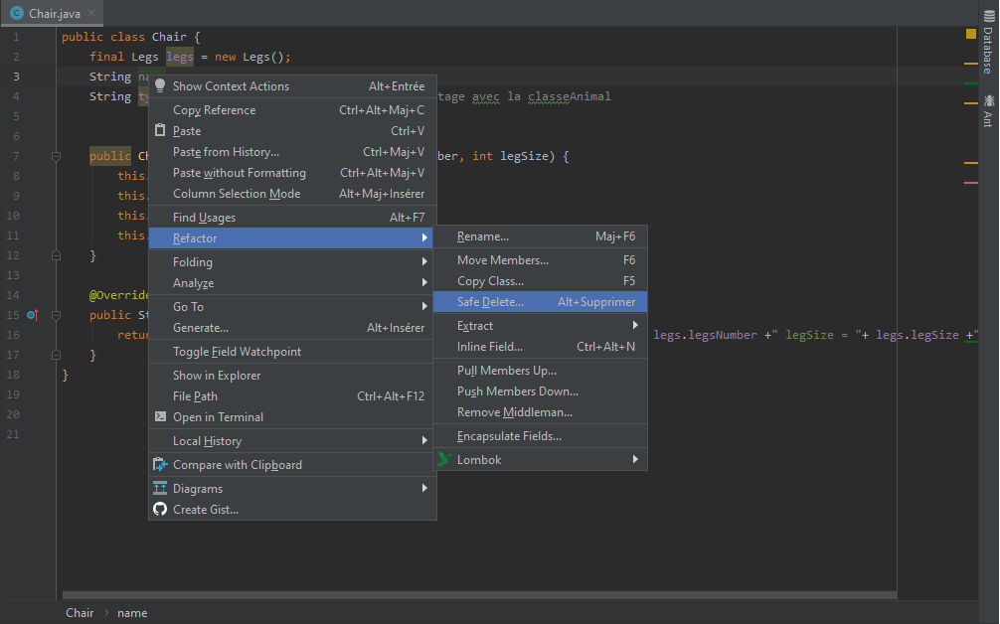 Chair.java
1 public class Chair {
2 final Legs legs = new Legs();
3 String na
4 String ty tage avec la classeAnimal
5
6
7 public Ch ber, int legSize) {
8 this.
9 this.
10 this.
11 this.
12 }
13
14 @Override
15 public St
16 retur legs.legsNumber +" legSize = "+ legs.legSize +"
17 }
18 }
19
20
21
Show Context Actions Alt+Entrée
Copy Reference Ctrl+Alt+Maj+C
Paste Ctrl+V
Paste from History... Ctrl+Maj+V
Paste without Formatting Ctrl+Alt+Maj+V
Column Selection Mode Alt+Maj+Insérer
Find Usages Alt+F7
Refactor
Folding
Analyze
Go To
Generate... Alt+Insérer
Toggle Field Watchpoint
Show in Explorer
File Path Ctrl+Alt+F12
Open in Terminal
Local History
Compare with Clipboard
Diagrams
Create Gist...
Rename... Maj+F6
Move Members... F6
Copy Class... F5
Safe Delete... Alt+Supprimer
Extract
Inline Field... Ctrl+Alt+N
Pull Members Up...
Push Members Down...
Remove Middleman...
Encapsulate Fields...
Lombok
Database
Ant
Chair name